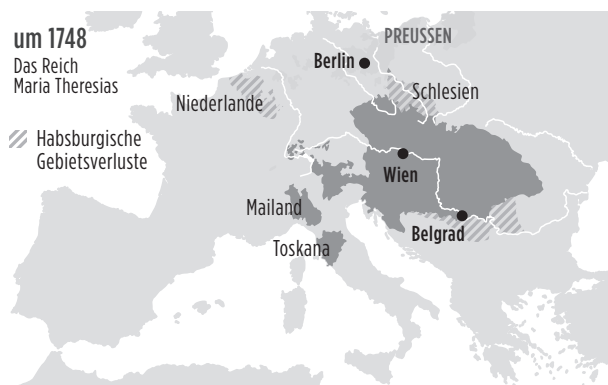 um 1748
Das Reich
Maria Theresias
Habsburgische
Gebietsverluste
PREUSSEN
Berlin
Schlesien
Niederlande
Wien
Mailand
Belgrad
Toskana